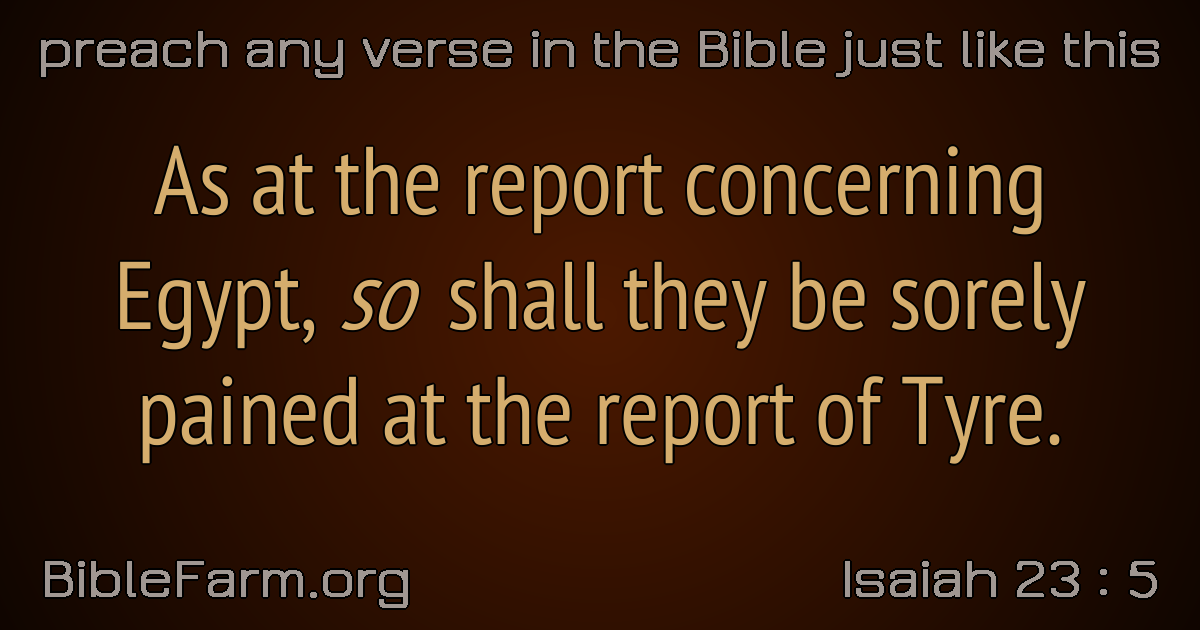 preach any verse in the Bible just like this
As at the report concerning
Egypt, so shall they be sorely
pained at the report of Tyre.
BibleFarm.org
Isaiah 23 : 5